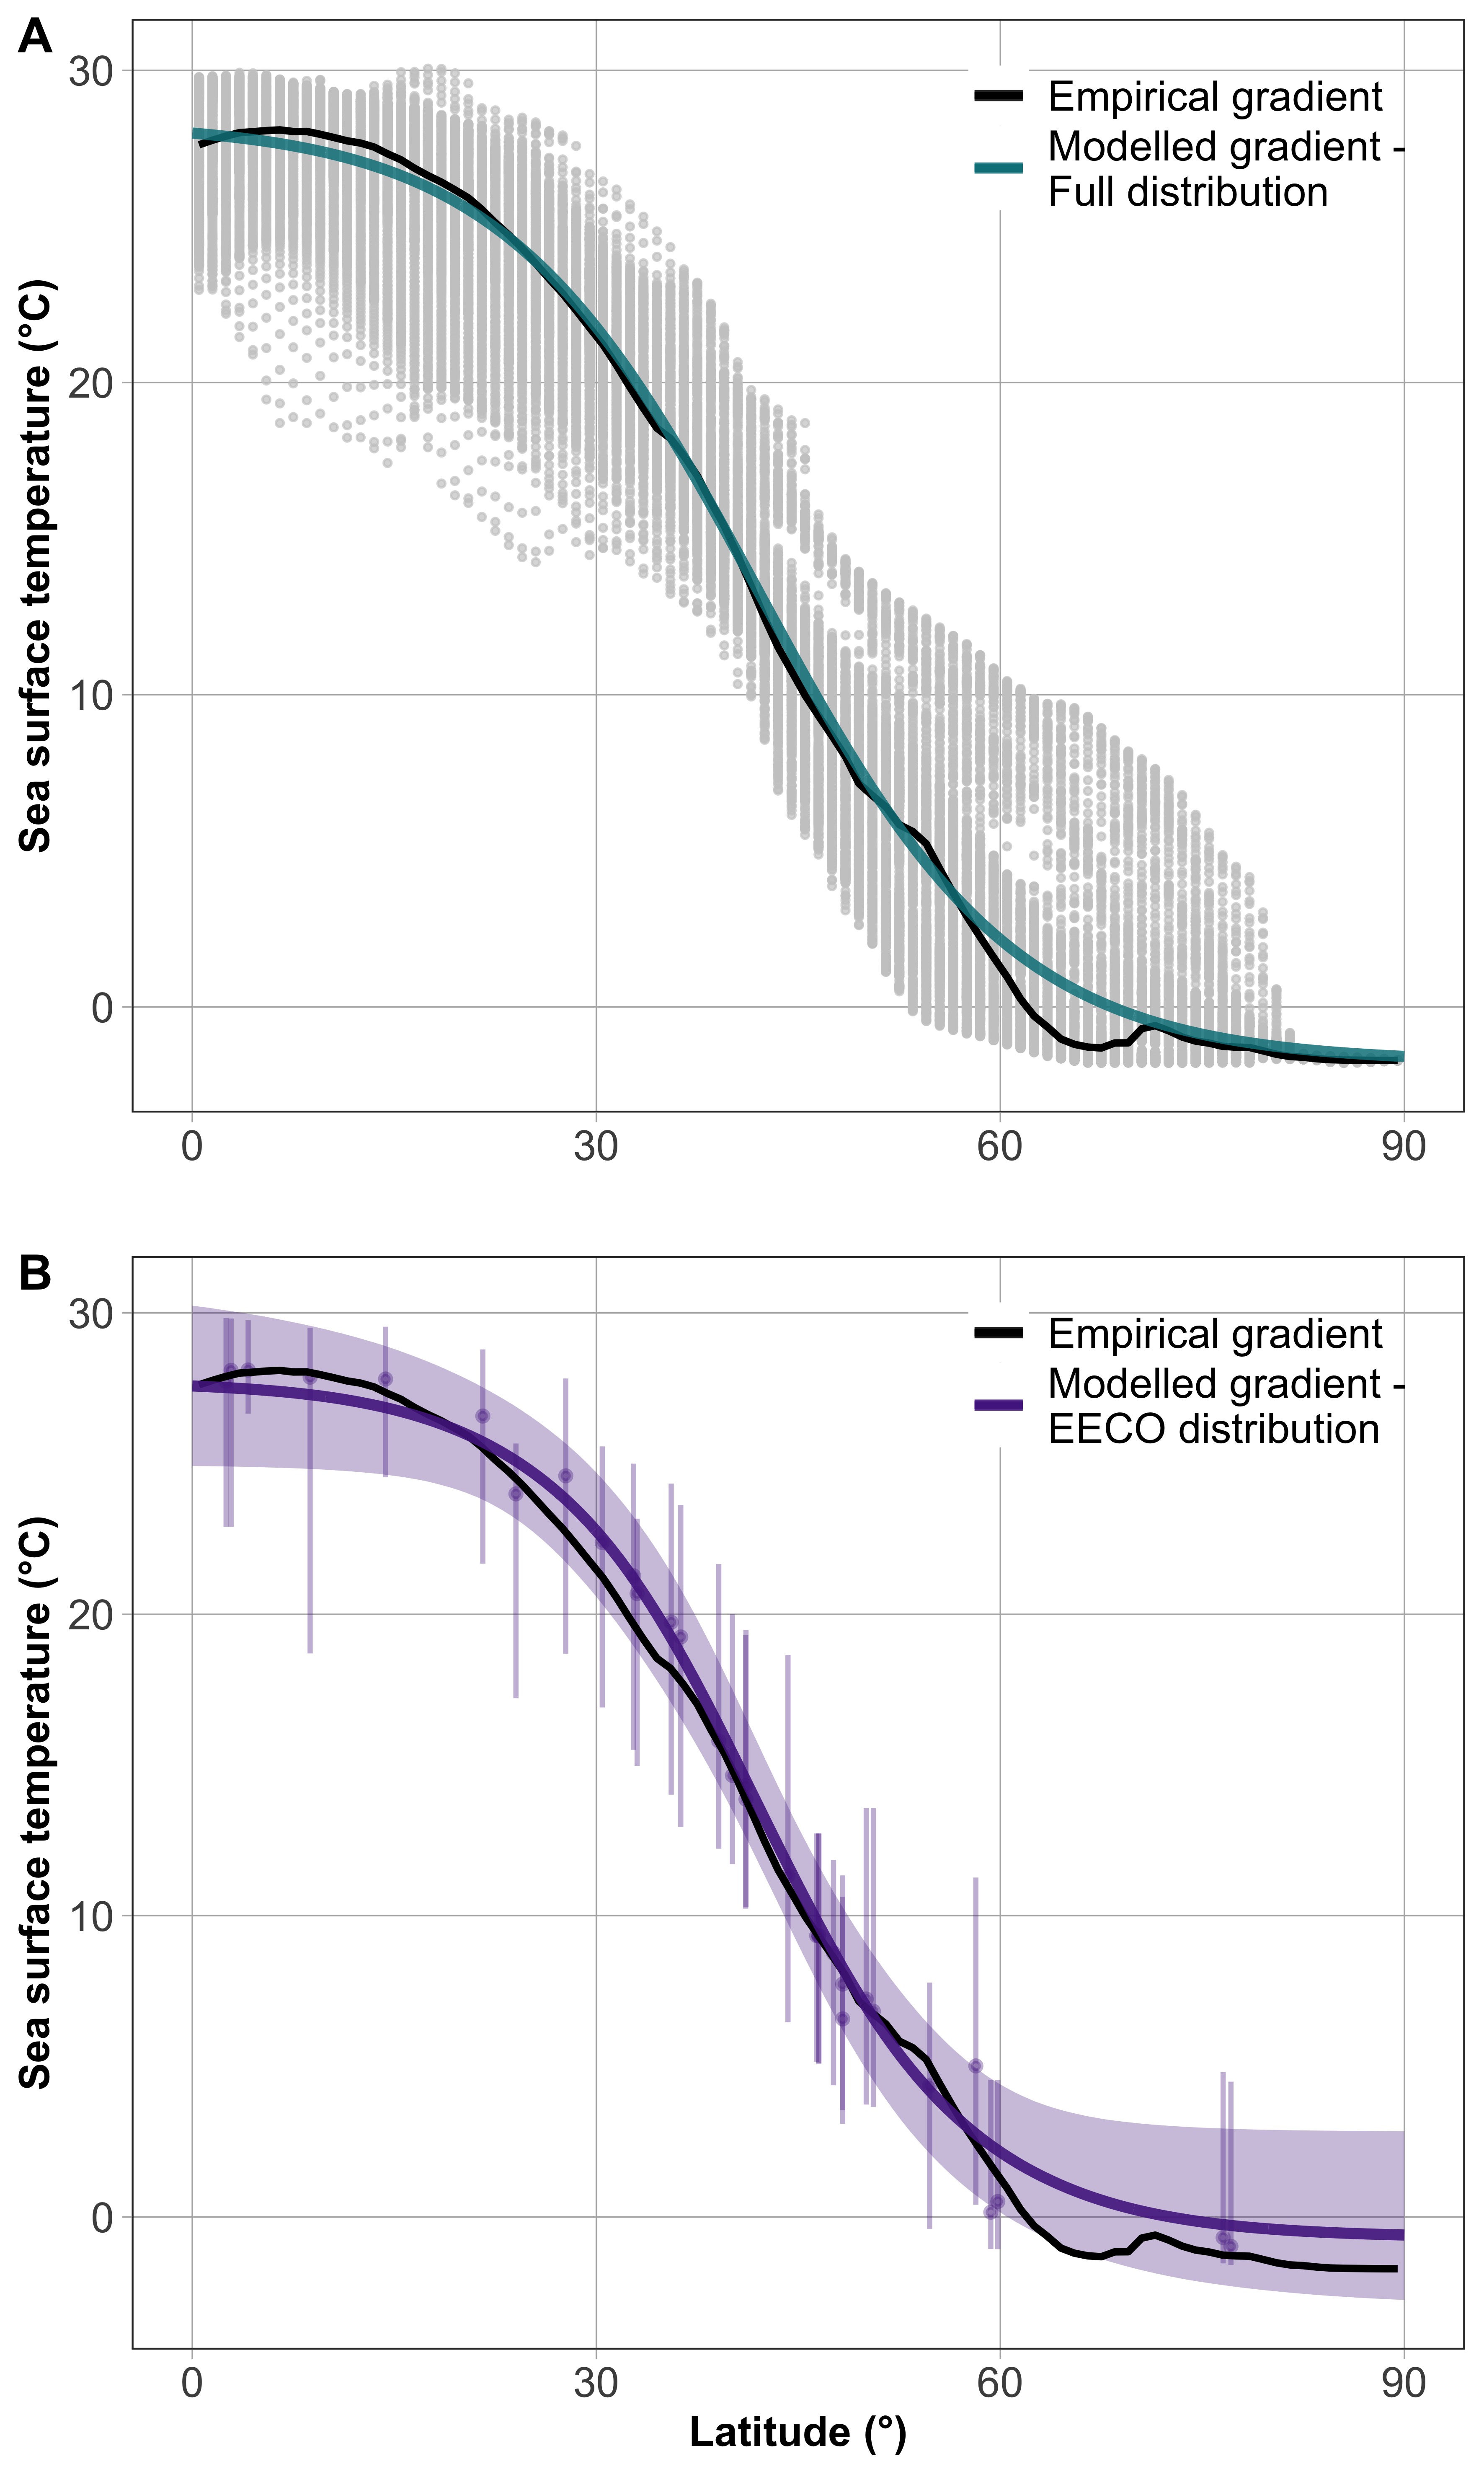 A
30
20
10
0
Sea surface temperature (°C)
Empirical gradient
Modelled gradient -
Full distribution
0
30
60
90
B
30
20
10
0
Sea surface temperature (°C)
Empirical gradient
Modelled gradient -
EECO distribution
0
30
60
90
Latitude (°)